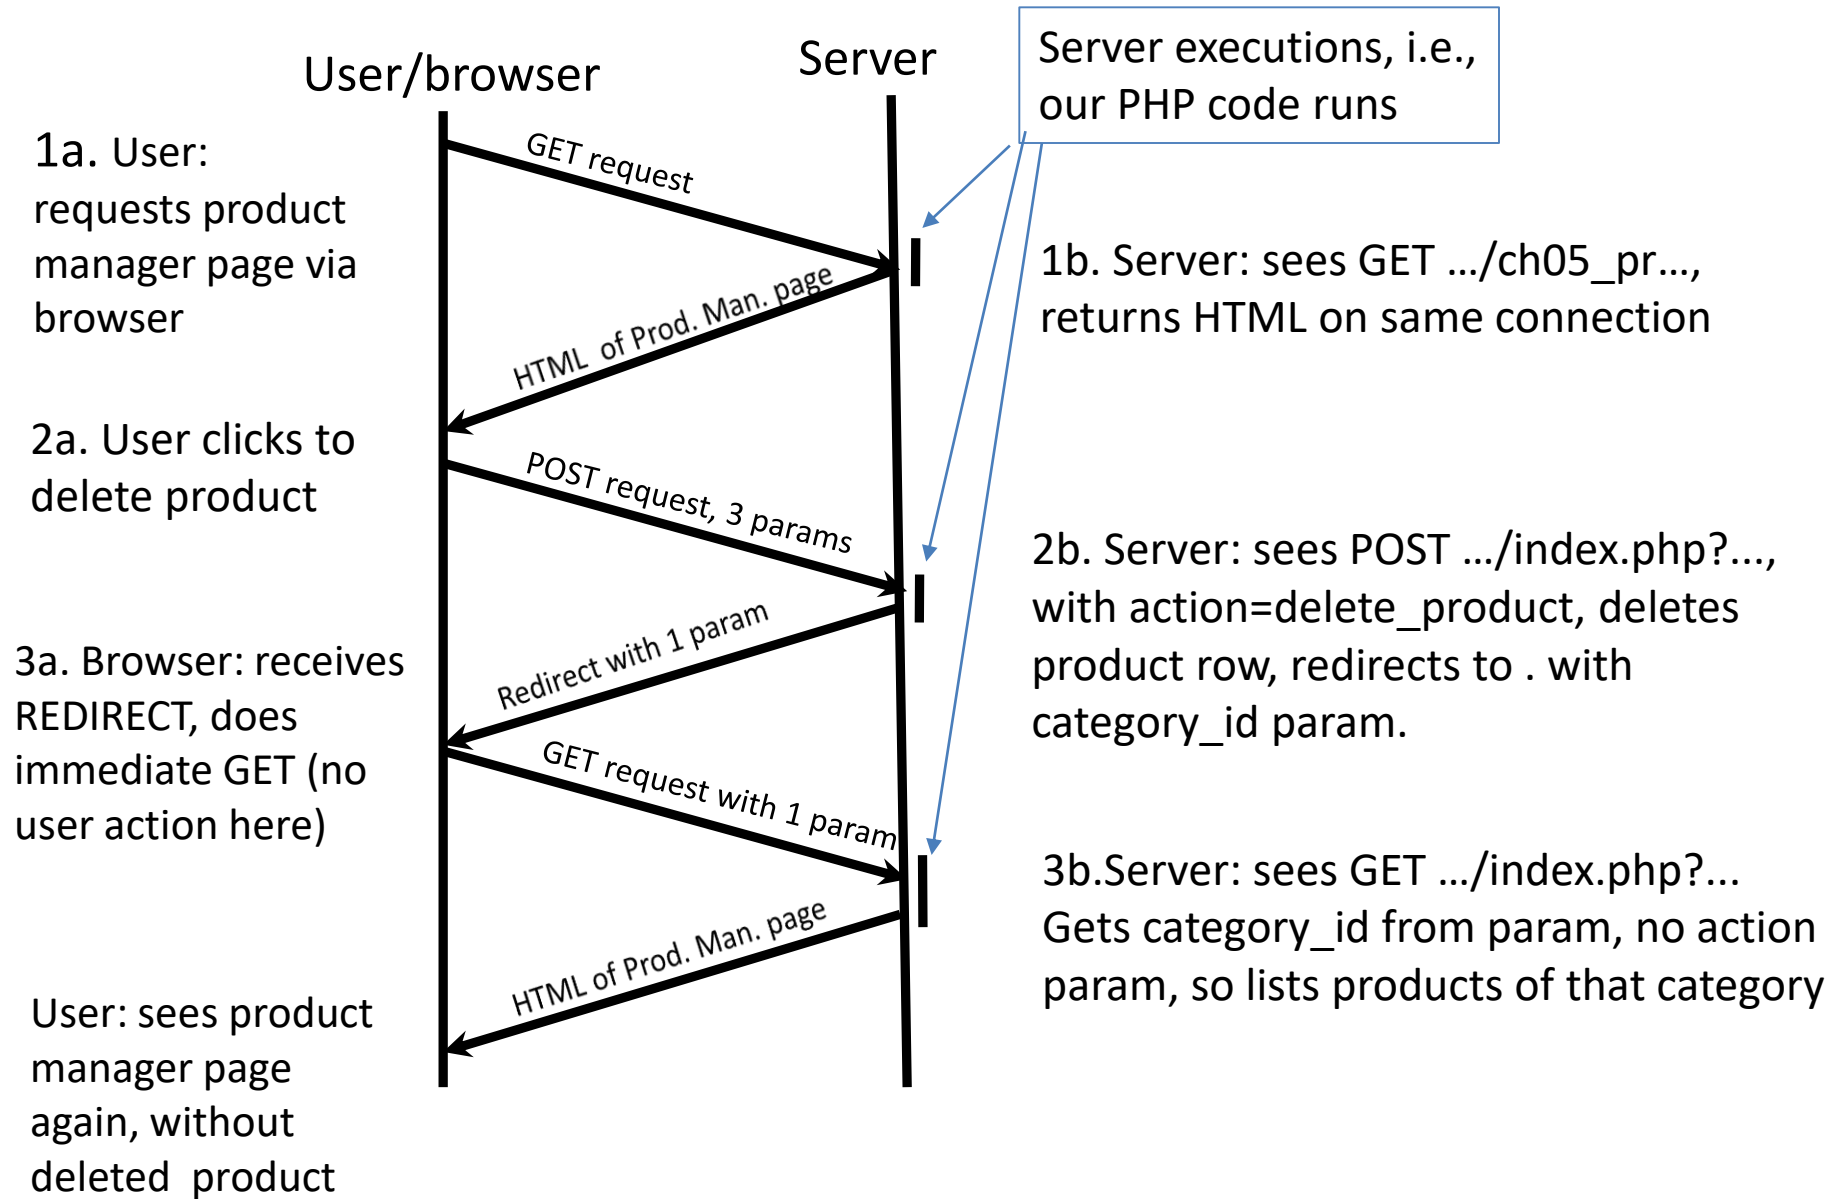 User/browser
Server
Server executions, i.e.,
our PHP code runs
1a. User:
requests product
manager page via
browser
GET request
1b. Server: sees GET …/ch05_pr…,
returns HTML on same connection
HTML of Prod. Man. page
2a. User clicks to
delete product
POST request, 3 params
2b. Server: sees POST …/index.php?...,
with action=delete_product, deletes
product row, redirects to . with
category_id param.
Redirect with 1 param
3a. Browser: receives
REDIRECT, does
immediate GET (no
user action here)
GET request with 1 param
3b.Server: sees GET …/index.php?...
Gets category_id from param, no action
param, so lists products of that category
HTML of Prod. Man. page
User: sees product
manager page
again, without
deleted product